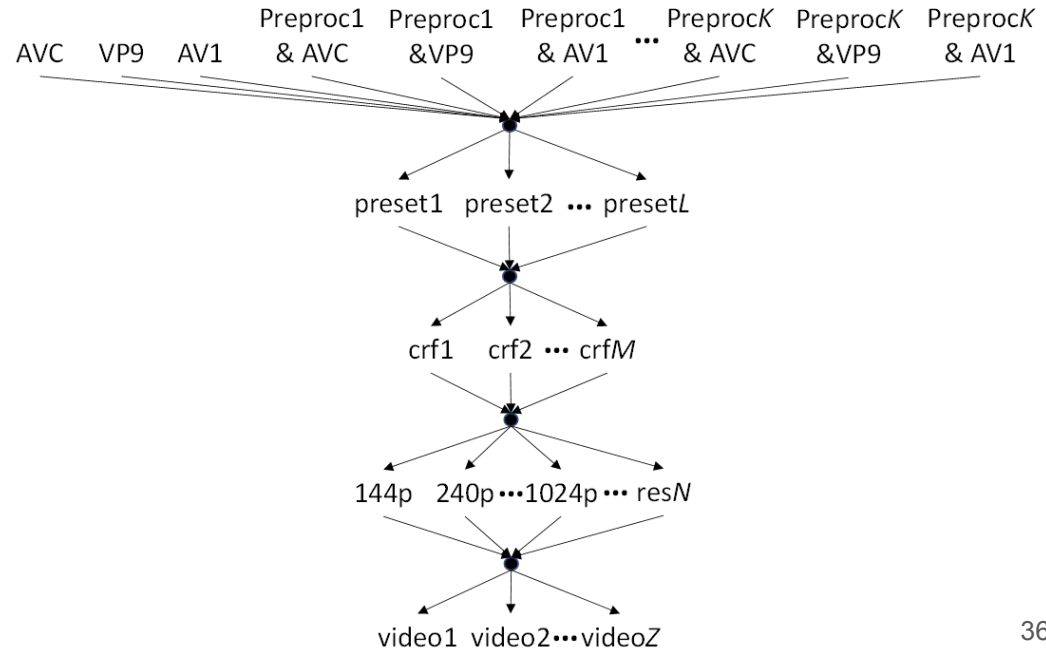 Preproc1 Preproc1 Preproc1 PreprocK PreprocK PreprocK
AVC VP9 AV1 & AVC &VP9 & AV1 ••• & AVC &VP9 & AV1
preset1 preset2 ••• presetL
crf1 crf2 ••• crfM
144p 240p •••1024p ••• resN
video1 video2•••videoZ
36